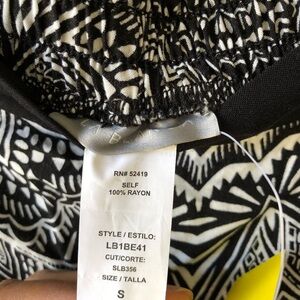 RN# 52419
SELF
100% RAYON
STYLE / ESTILO:
LB1BE41
CUT/CORTE:
SLB356
SIZE / TALLA
S